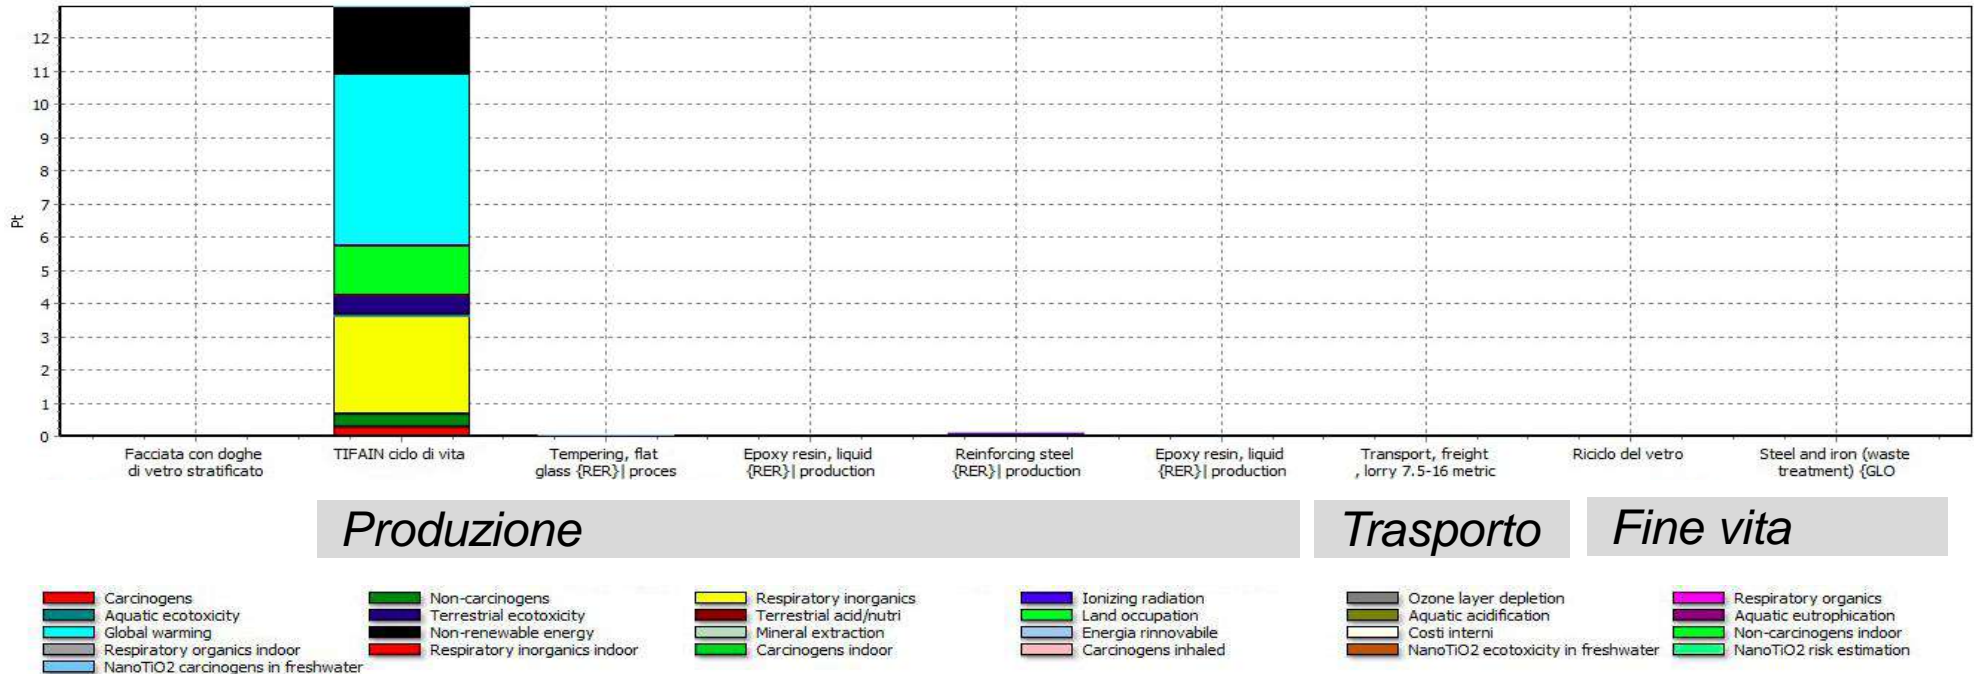 12
11
10
9
8
7
6
5
4
3
2
1
0
Pt
Facciata con doghe
di vetro stratificato
TIFAIN ciclo di vita
Tempering, flat
glass {RER}| proces
Epoxy resin, liquid
{RER}| production
Reinforcing steel
{RER}| production
Epoxy resin, liquid
{RER}| production
Transport, freight
, lorry 7.5-16 metric
Riciclo del vetro
Steel and iron (waste
treatment) {GLO
Produzione
Trasporto
Fine vita
Carcinogens Non-carcinogens Respiratory inorganics Ionizing radiation Ozone layer depletion Respiratory organics
Aquatic ecotoxicity Terrestrial ecotoxicity Terrestrial acid/nutri Land occupation Aquatic acidification Aquatic eutrophication
Global warming Non-renewable energy Mineral extraction Energia rinnovabile Costi interni Non-carcinogens indoor
Respiratory organics indoor Respiratory inorganics indoor Carcinogens indoor Carcinogens inhaled NanoTiO2 ecotoxicity in freshwater NanoTiO2 risk estimation
NanoTiO2 carcinogens in freshwater